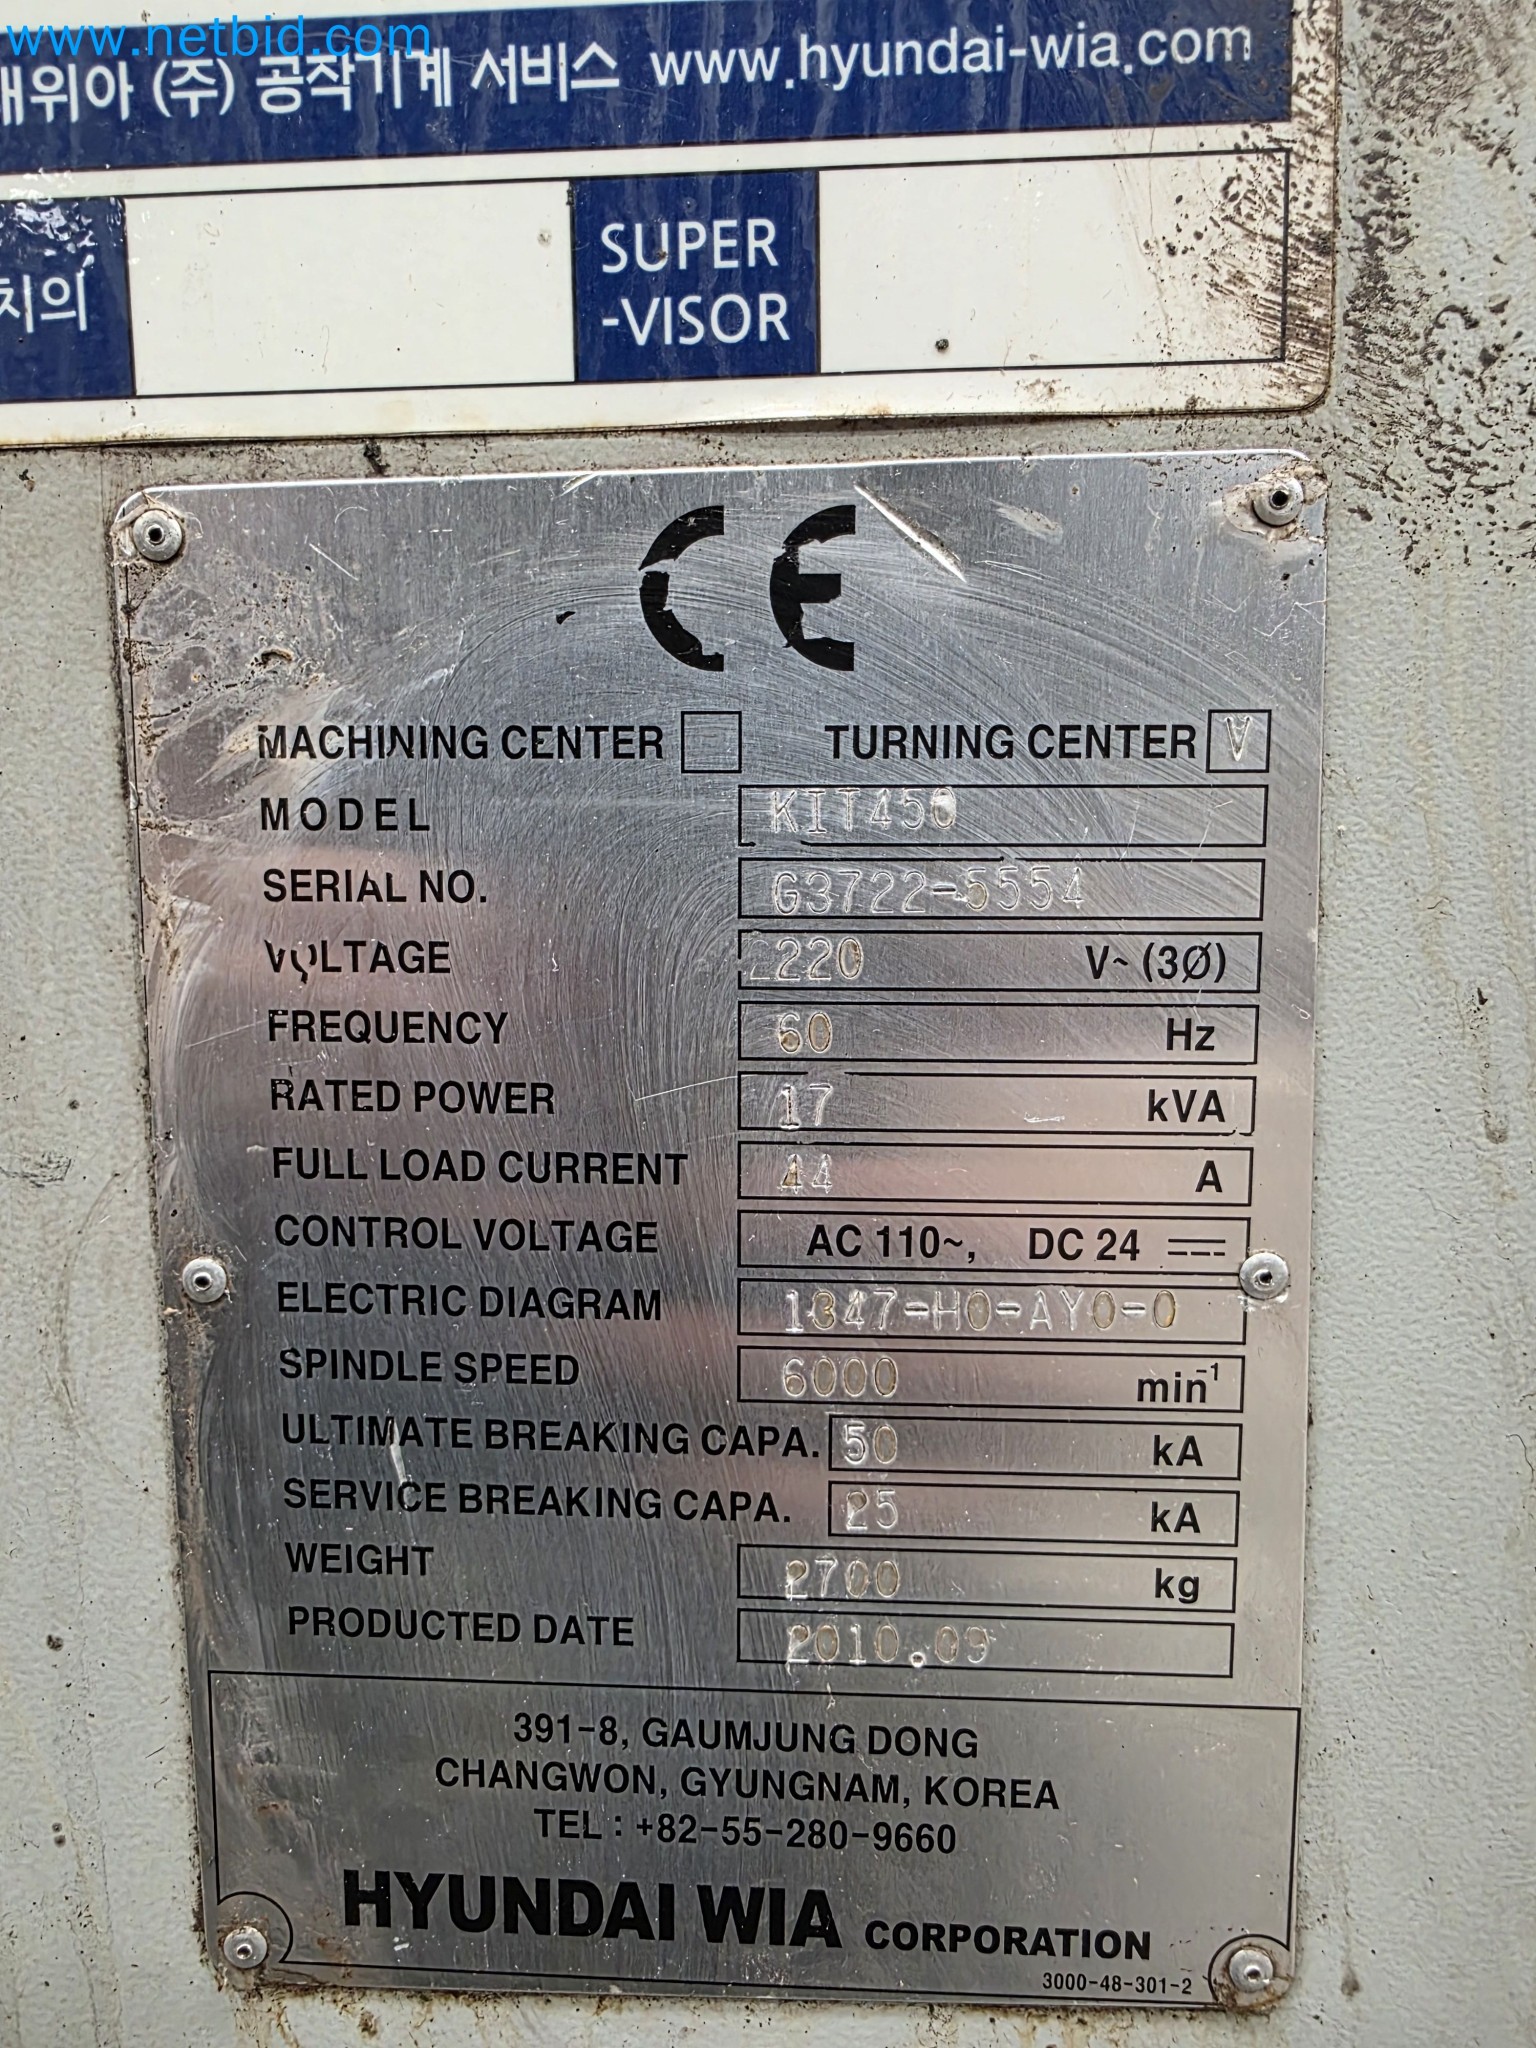 www.netbid.com
대위아 (주) 공작기계 서비스 www.hyundai-wia.com
치의
SUPER
-VISOR
CE
MACHINING CENTER TURNING CENTER V
MODEL KIT450
SERIAL NO. G3722-5554
VOLTAGE 220 V~ (3Ø)
FREQUENCY 60 Hz
RATED POWER 17 kVA
FULL LOAD CURRENT 44 A
CONTROL VOLTAGE AC 110~, DC 24 ⎓
ELECTRIC DIAGRAM 1347-H0-AY0-0
SPINDLE SPEED 6000 min⁻¹
ULTIMATE BREAKING CAPA. 50 kA
SERVICE BREAKING CAPA. 25 kA
WEIGHT 2700 kg
PRODUCTED DATE 2010.09
391-8, GAUMJUNG DONG
CHANGWON, GYUNGNAM, KOREA
TEL : +82-55-280-9660
HYUNDAI WIA CORPORATION
3000-48-301-2